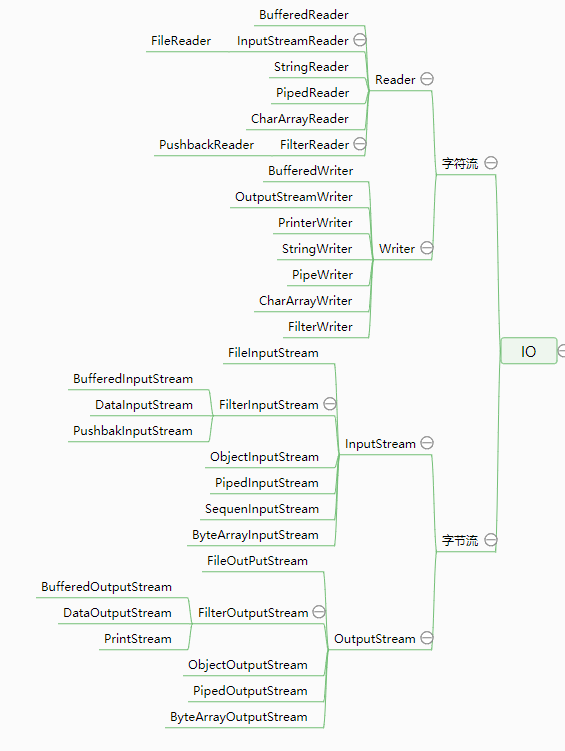 BufferedReader
FileReader InputStreamReader
StringReader
PipedReader
Reader
CharArrayReader
PushbackReader FilterReader
字符流
BufferedWriter
OutputStreamWriter
PrinterWriter
StringWriter
Writer
PipeWriter
CharArrayWriter
FilterWriter
IO
FileInputStream
BufferedInputStream
DataInputStream FilterInputStream
PushbakInputStream
InputStream
ObjectInputStream
PipedInputStream
SequenInputStream
ByteArrayInputStream
字节流
FileOutPutStream
BufferedOutputStream
DataOutputStream FilterOutputStream
PrintStream
OutputStream
ObjectOutputStream
PipedOutputStream
ByteArrayOutputStream